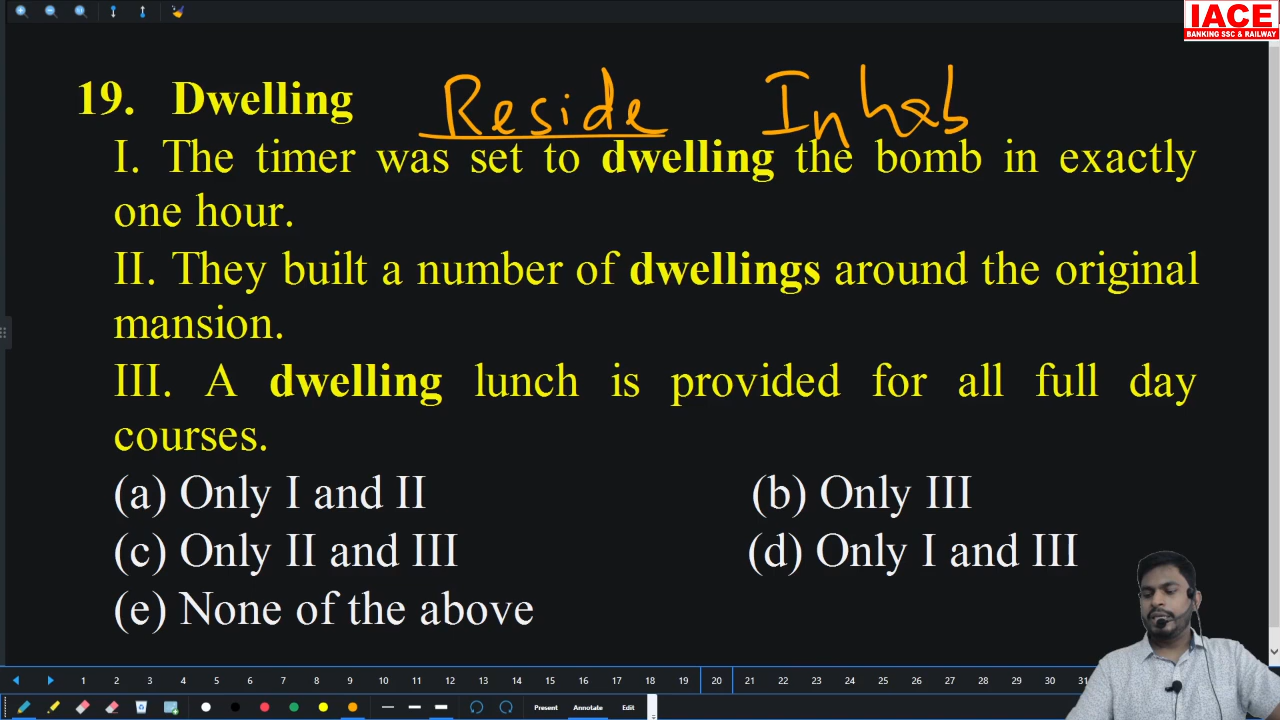 IACE
BANKING SSC & RAILWAY
19. Dwelling Reside Inhab
I. The timer was set to dwelling the bomb in exactly
one hour.
II. They built a number of dwellings around the original
mansion.
III. A dwelling lunch is provided for all full day
courses.
(a) Only I and II (b) Only III
(c) Only II and III (d) Only I and III
(e) None of the above
1 2 3 4 5 6 7 8 9 10 11 12 13 14 15 16 17 18 19 20 21 22 23 24 25 26 27 28 29 30 31
Present Annotate Edit